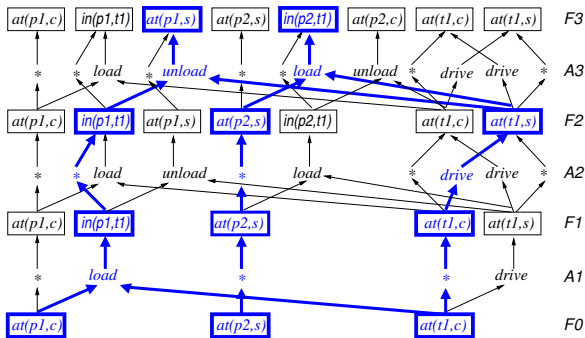 at(p1,c) in(p1,t1) at(p1,s) at(p2,s) in(p2,t1) at(p2,c) at(t1,c) at(t1,s) F3
* * load * unload * load * unload * drive drive * A3
at(p1,c) in(p1,t1) at(p1,s) at(p2,s) in(p2,t1) at(t1,c) at(t1,s) F2
* * load unload * load * drive drive * A2
at(p1,c) in(p1,t1) at(p2,s) at(t1,c) at(t1,s) F1
* load * * drive A1
at(p1,c) at(p2,s) at(t1,c) F0